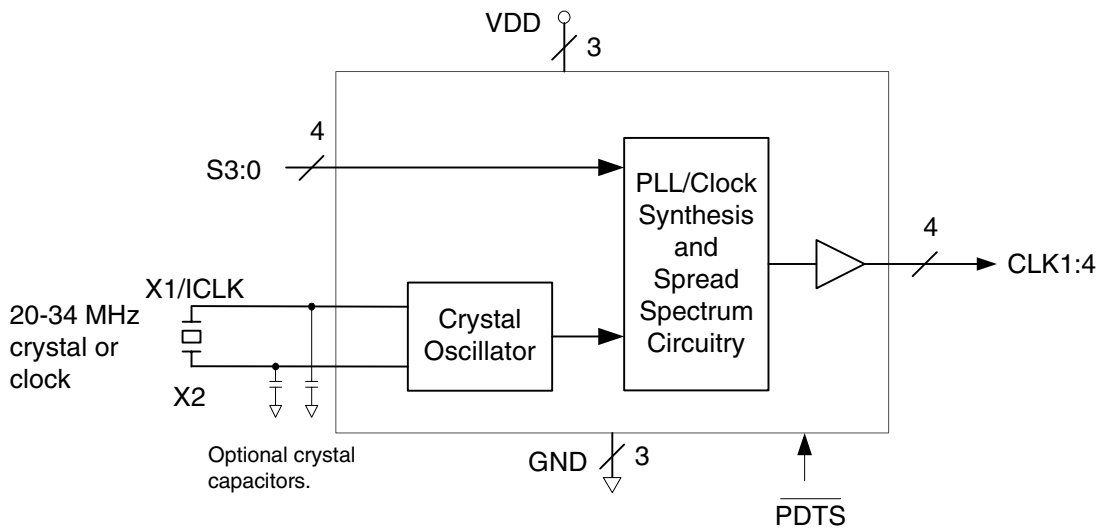 VDD
3
4
S3:0
PLL/Clock
Synthesis
and
Spread
Spectrum
Circuitry
4
CLK1:4
X1/ICLK
20-34 MHz
crystal or
clock
Crystal
Oscillator
X2
Optional crystal
capacitors.
GND
3
PDTS